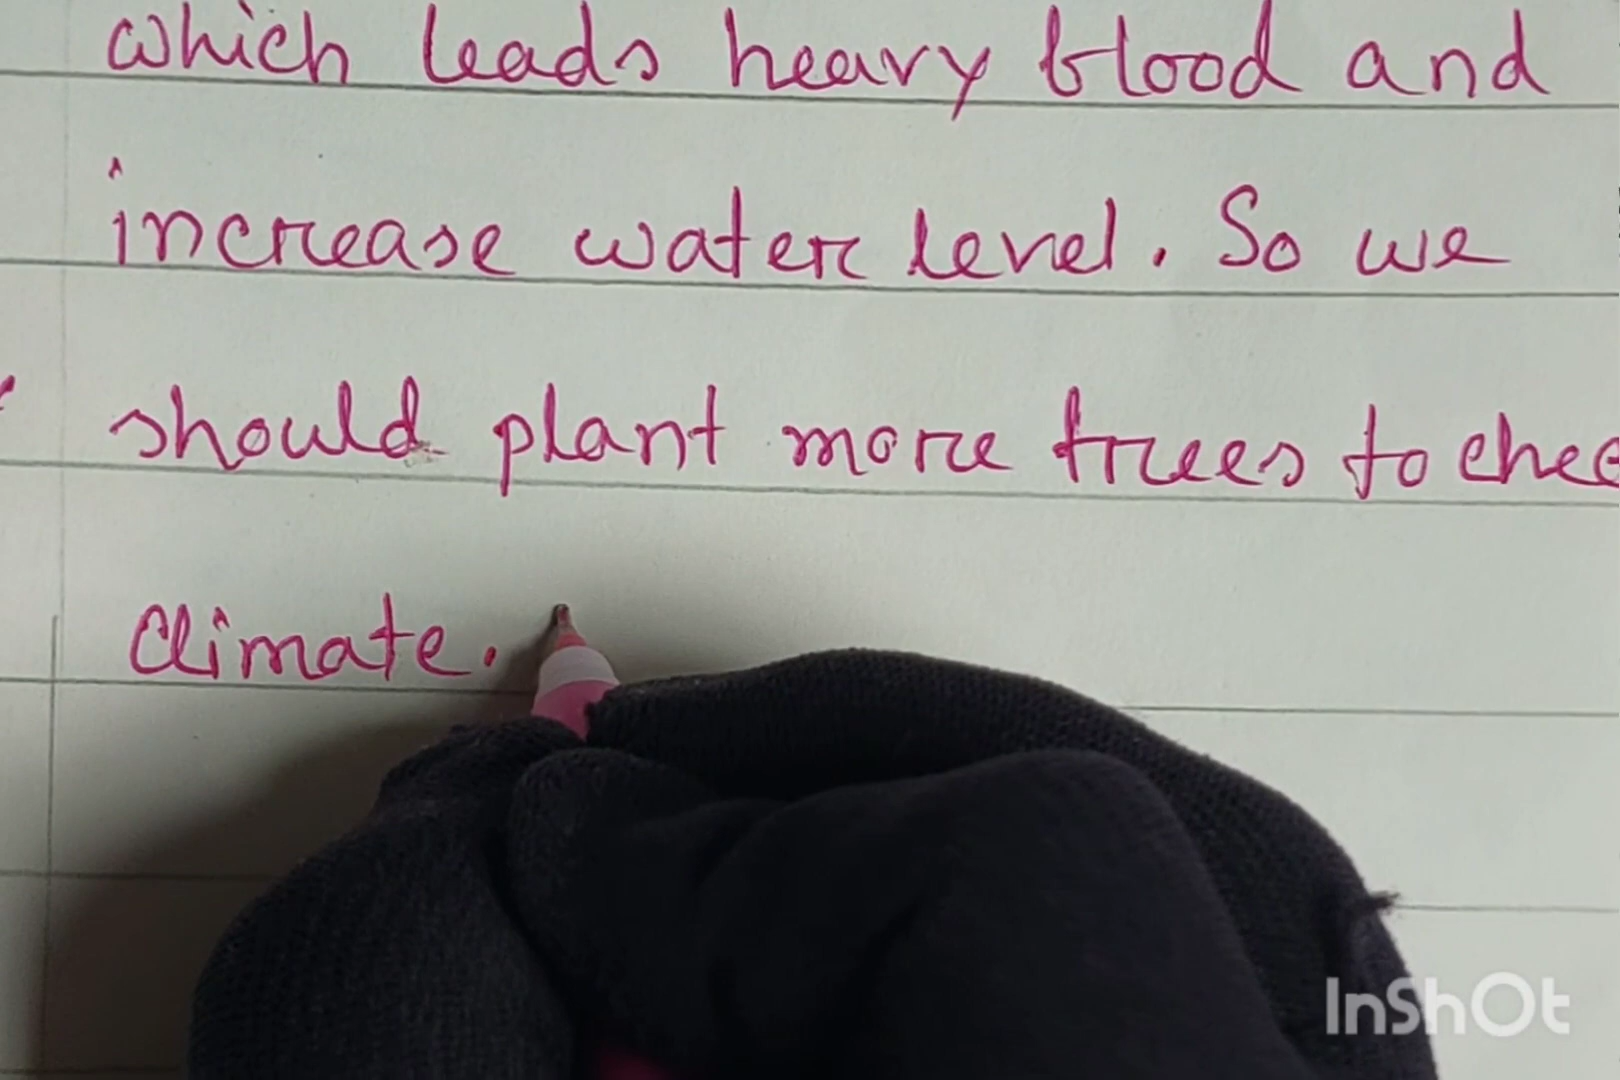 which leads heavy blood and
increase water level. So we
should plant more trees to chec
climate.
InShOt